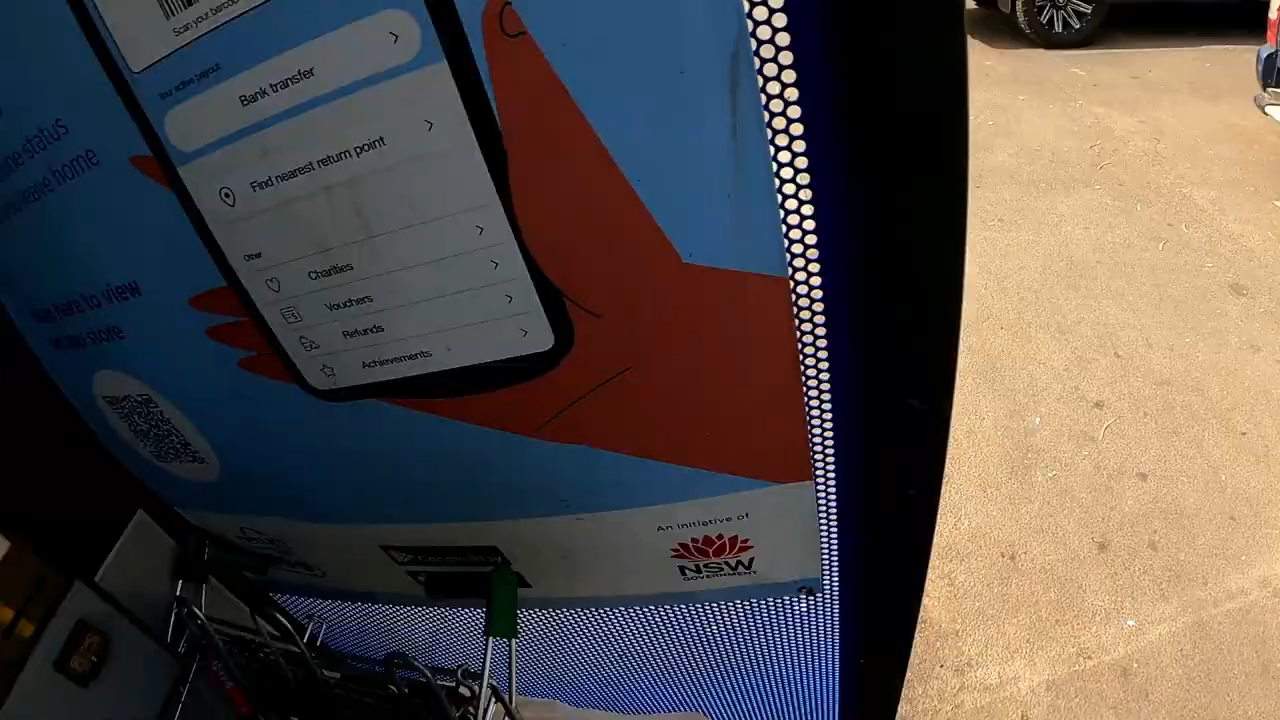 Scan your barcode
Your active payout
Bank transfer
Find nearest return point
Other
Charities
Vouchers
Refunds
Achievements
status
leave home
here to view
store
An initiative of
NSW
GOVERNMENT